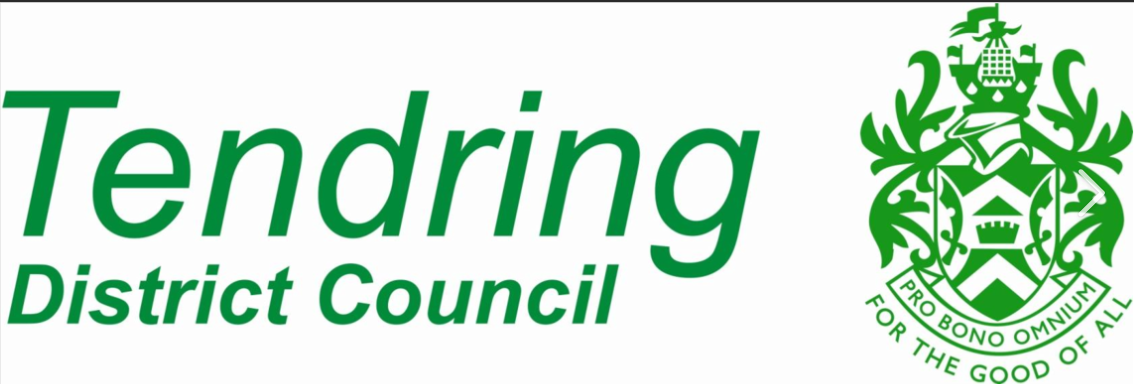 Tendring
District Council
PRO BONO OMNIUM
FOR THE GOOD OF ALL